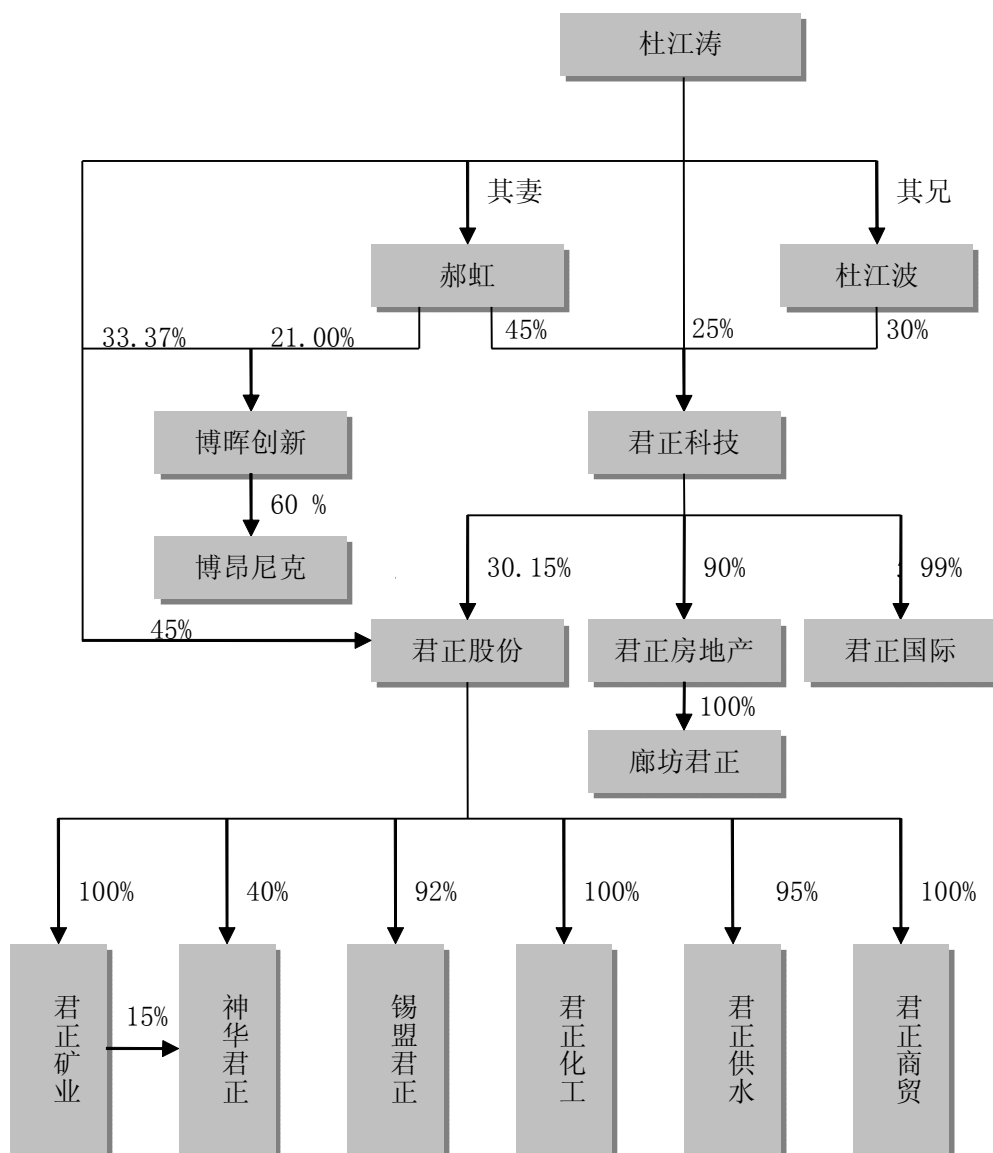 杜江涛
其妻
其兄
郝虹
杜江波
33.37%
21.00%
45%
25%
30%
博晖创新
君正科技
60 %
博昂尼克
30.15%
90%
99%
45%
君正股份
君正房地产
君正国际
100%
廊坊君正
100%
40%
92%
100%
95%
100%
君正矿业
15%
神华君正
锡盟君正
君正化工
君正供水
君正商贸